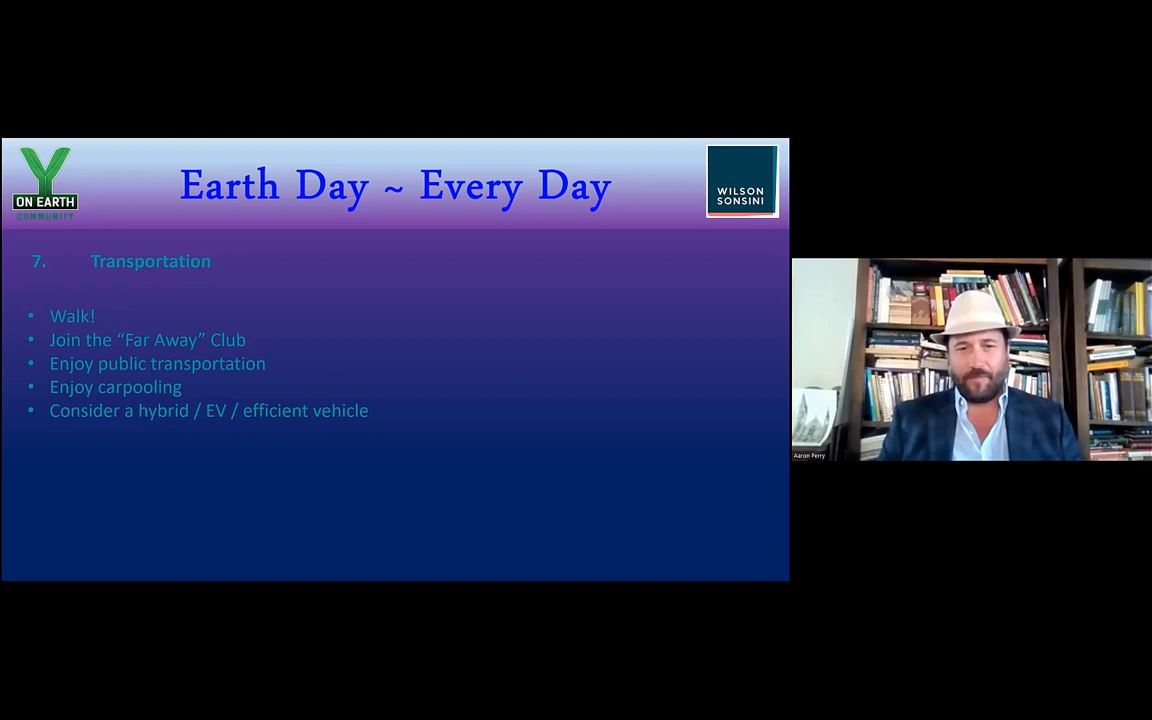 Y
ON EARTH
COMMUNITY
Earth Day ~ Every Day
WILSON
SONSINI
7. Transportation
• Walk!
• Join the “Far Away” Club
• Enjoy public transportation
• Enjoy carpooling
• Consider a hybrid / EV / efficient vehicle
Aaron Perry